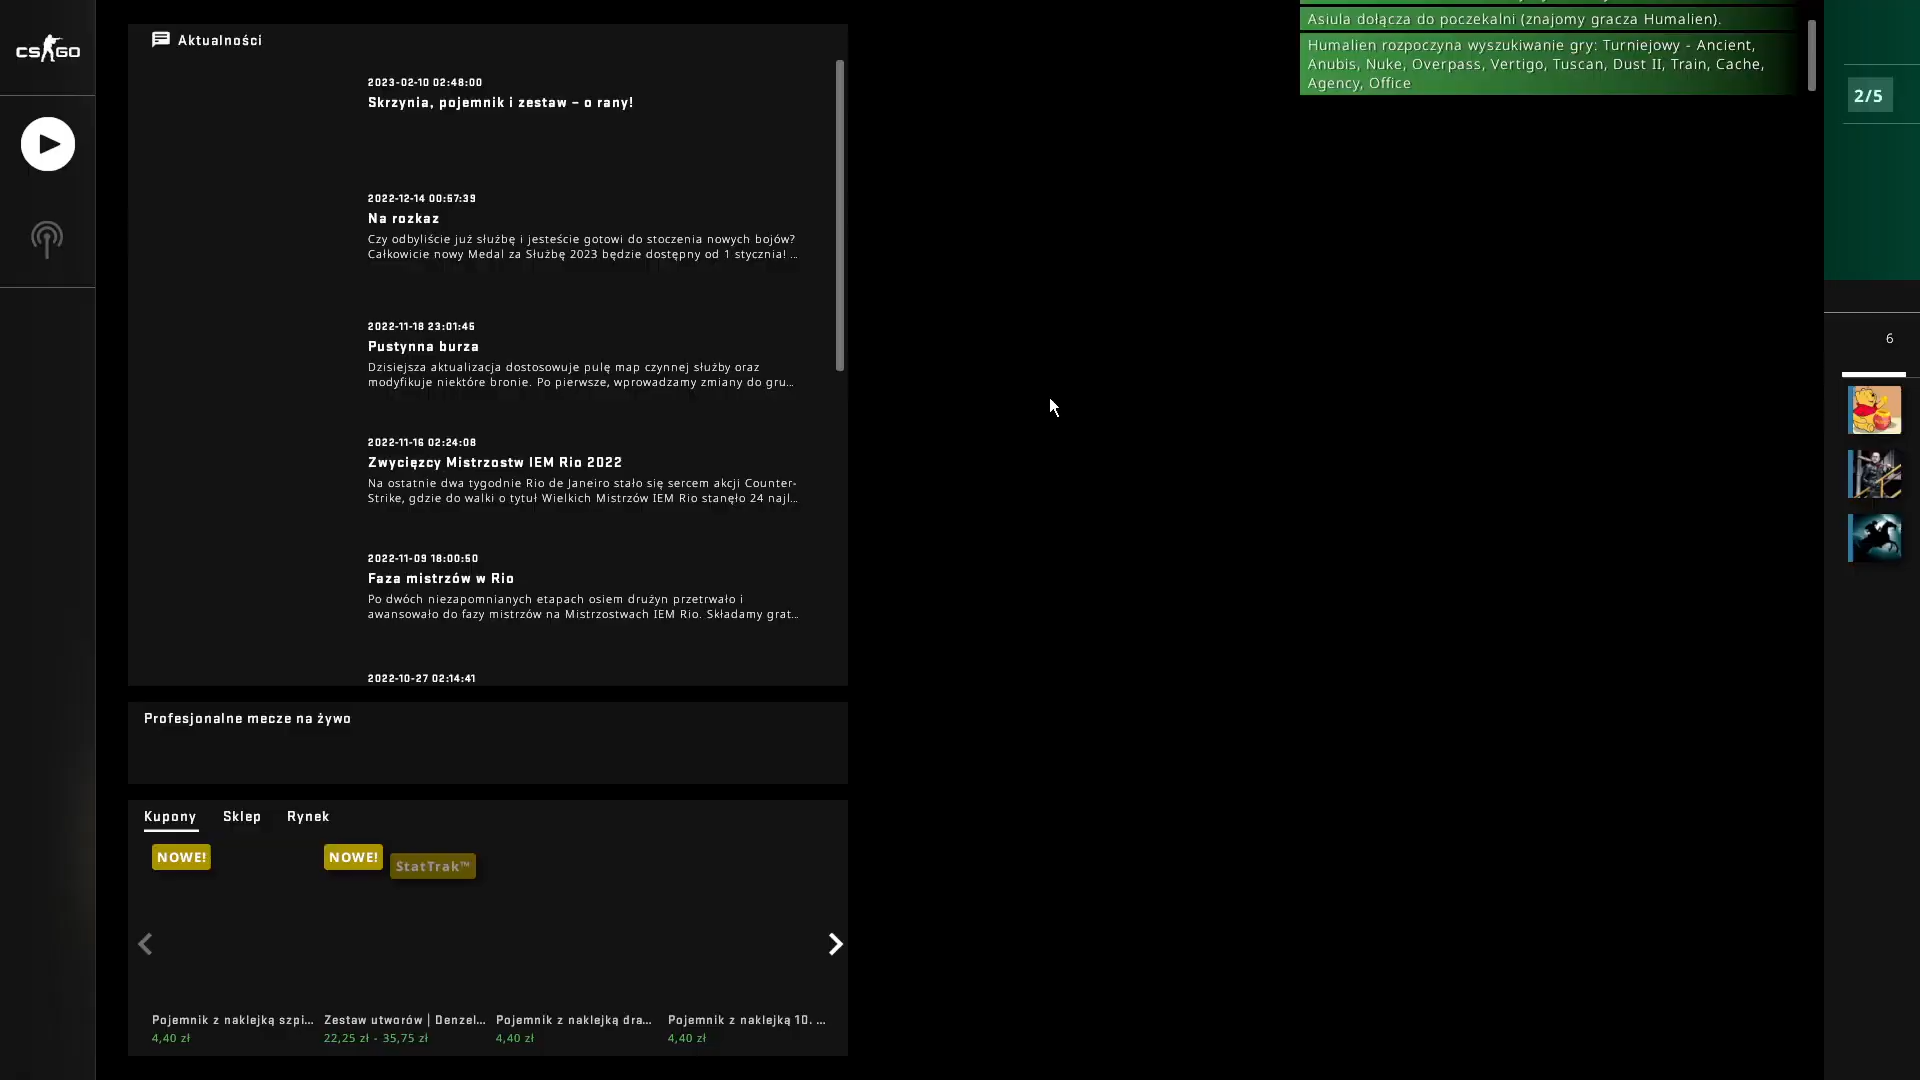 CS GO
Aktualności
2023-02-10 02:48:00
Skrzynia, pojemnik i zestaw – o rany!
2022-12-14 00:57:39
Na rozkaz
Czy odbyliście już służbę i jesteście gotowi do stoczenia nowych bojów?
Całkowicie nowy Medal za Służbę 2023 będzie dostępny od 1 stycznia! ...
2022-11-18 23:01:45
Pustynna burza
Dzisiejsza aktualizacja dostosowuje pulę map czynnej służby oraz
modyfikuje niektóre bronie. Po pierwsze, wprowadzamy zmiany do gru...
2022-11-16 02:24:08
Zwycięzcy Mistrzostw IEM Rio 2022
Na ostatnie dwa tygodnie Rio de Janeiro stało się sercem akcji Counter-
Strike, gdzie do walki o tytuł Wielkich Mistrzów IEM Rio stanęło 24 najl...
2022-11-09 18:00:50
Faza mistrzów w Rio
Po dwóch niezapomnianych etapach osiem drużyn przetrwało i
awansowało do fazy mistrzów na Mistrzostwach IEM Rio. Składamy grat...
2022-10-27 02:14:41
Profesjonalne mecze na żywo
Kupony Sklep Rynek
NOWE! NOWE! StatTrak™
Pojemnik z naklejką szpi... Zestaw utworów | Denzel... Pojemnik z naklejką dra... Pojemnik z naklejką 10. ...
4,40 zł 22,25 zł - 35,75 zł 4,40 zł 4,40 zł
Asiula dołącza do poczekalni (znajomy gracza Humalien).
Humalien rozpoczyna wyszukiwanie gry: Turniejowy - Ancient,
Anubis, Nuke, Overpass, Vertigo, Tuscan, Dust II, Train, Cache,
Agency, Office
2/5
6